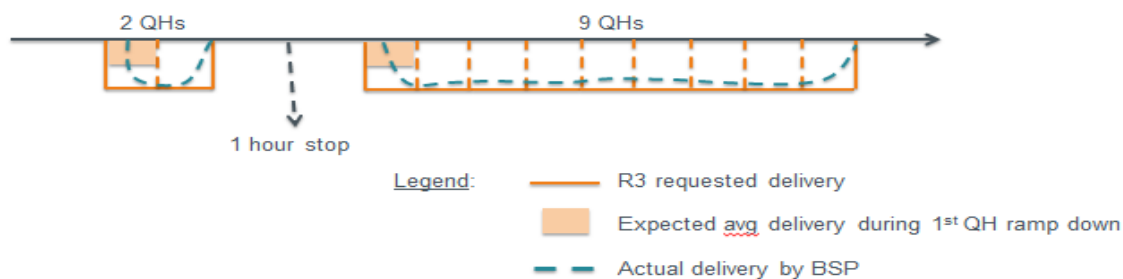 2 QHs
9 QHs
1 hour stop
Legend:
R3 requested delivery
Expected avg delivery during 1st QH ramp down
Actual delivery by BSP